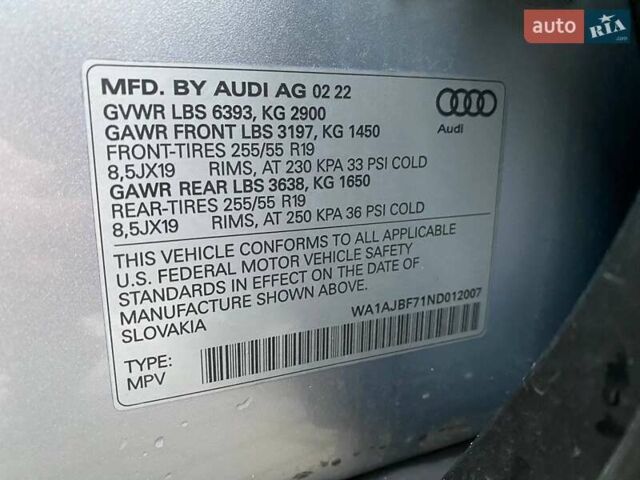 auto RIA .com
MFD. BY AUDI AG 02 22
GVWR LBS 6393, KG 2900
GAWR FRONT LBS 3197, KG 1450
FRONT-TIRES 255/55 R19
8,5JX19 RIMS, AT 230 KPA 33 PSI COLD
GAWR REAR LBS 3638, KG 1650
REAR-TIRES 255/55 R19
8,5JX19 RIMS, AT 250 KPA 36 PSI COLD
Audi
THIS VEHICLE CONFORMS TO ALL APPLICABLE
U.S. FEDERAL MOTOR VEHICLE SAFETY
STANDARDS IN EFFECT ON THE DATE OF
MANUFACTURE SHOWN ABOVE.
SLOVAKIA
WA1AJBF71ND012007
TYPE:
MPV